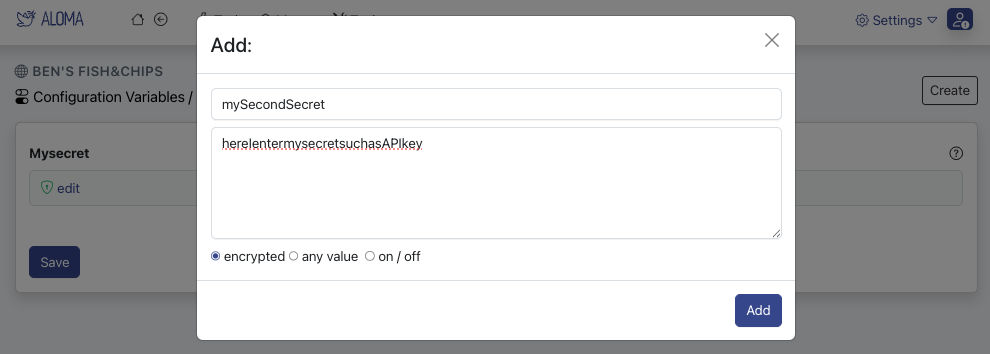 ALOMA
Settings
Add:
BEN'S FISH&CHIPS
Configuration Variables /
Create
mySecondSecret
hereIentermysecretsuchasAPIkey
Mysecret
edit
encrypted any value on / off
Save
Add